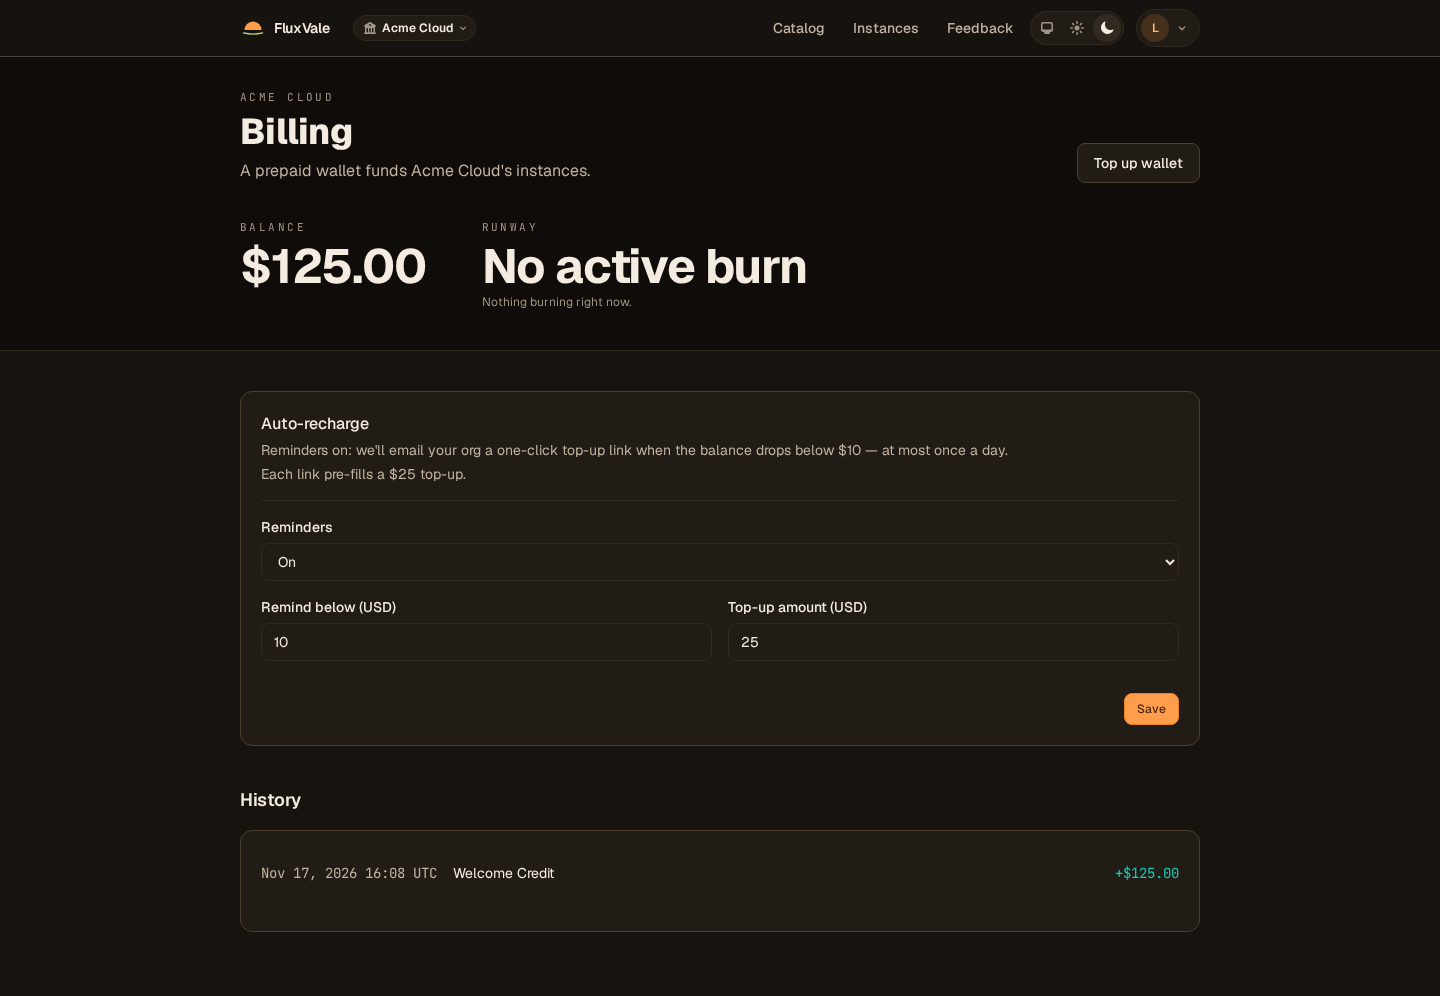 FluxVale
Acme Cloud
Catalog
Instances
Feedback
L
ACME CLOUD
Billing
A prepaid wallet funds Acme Cloud's instances.
Top up wallet
BALANCE
$125.00
RUNWAY
No active burn
Nothing burning right now.
Auto-recharge
Reminders on: we'll email your org a one-click top-up link when the balance drops below $10 — at most once a day.
Each link pre-fills a $25 top-up.
Reminders
On
Remind below (USD)
Top-up amount (USD)
10
25
Save
History
Nov 17, 2026 16:08 UTC Welcome Credit +$125.00